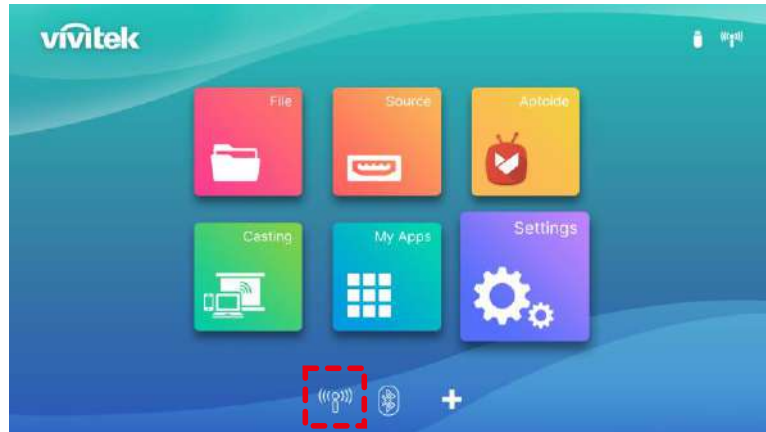 vivitek
File
Source
Aptoide
Casting
My Apps
Settings